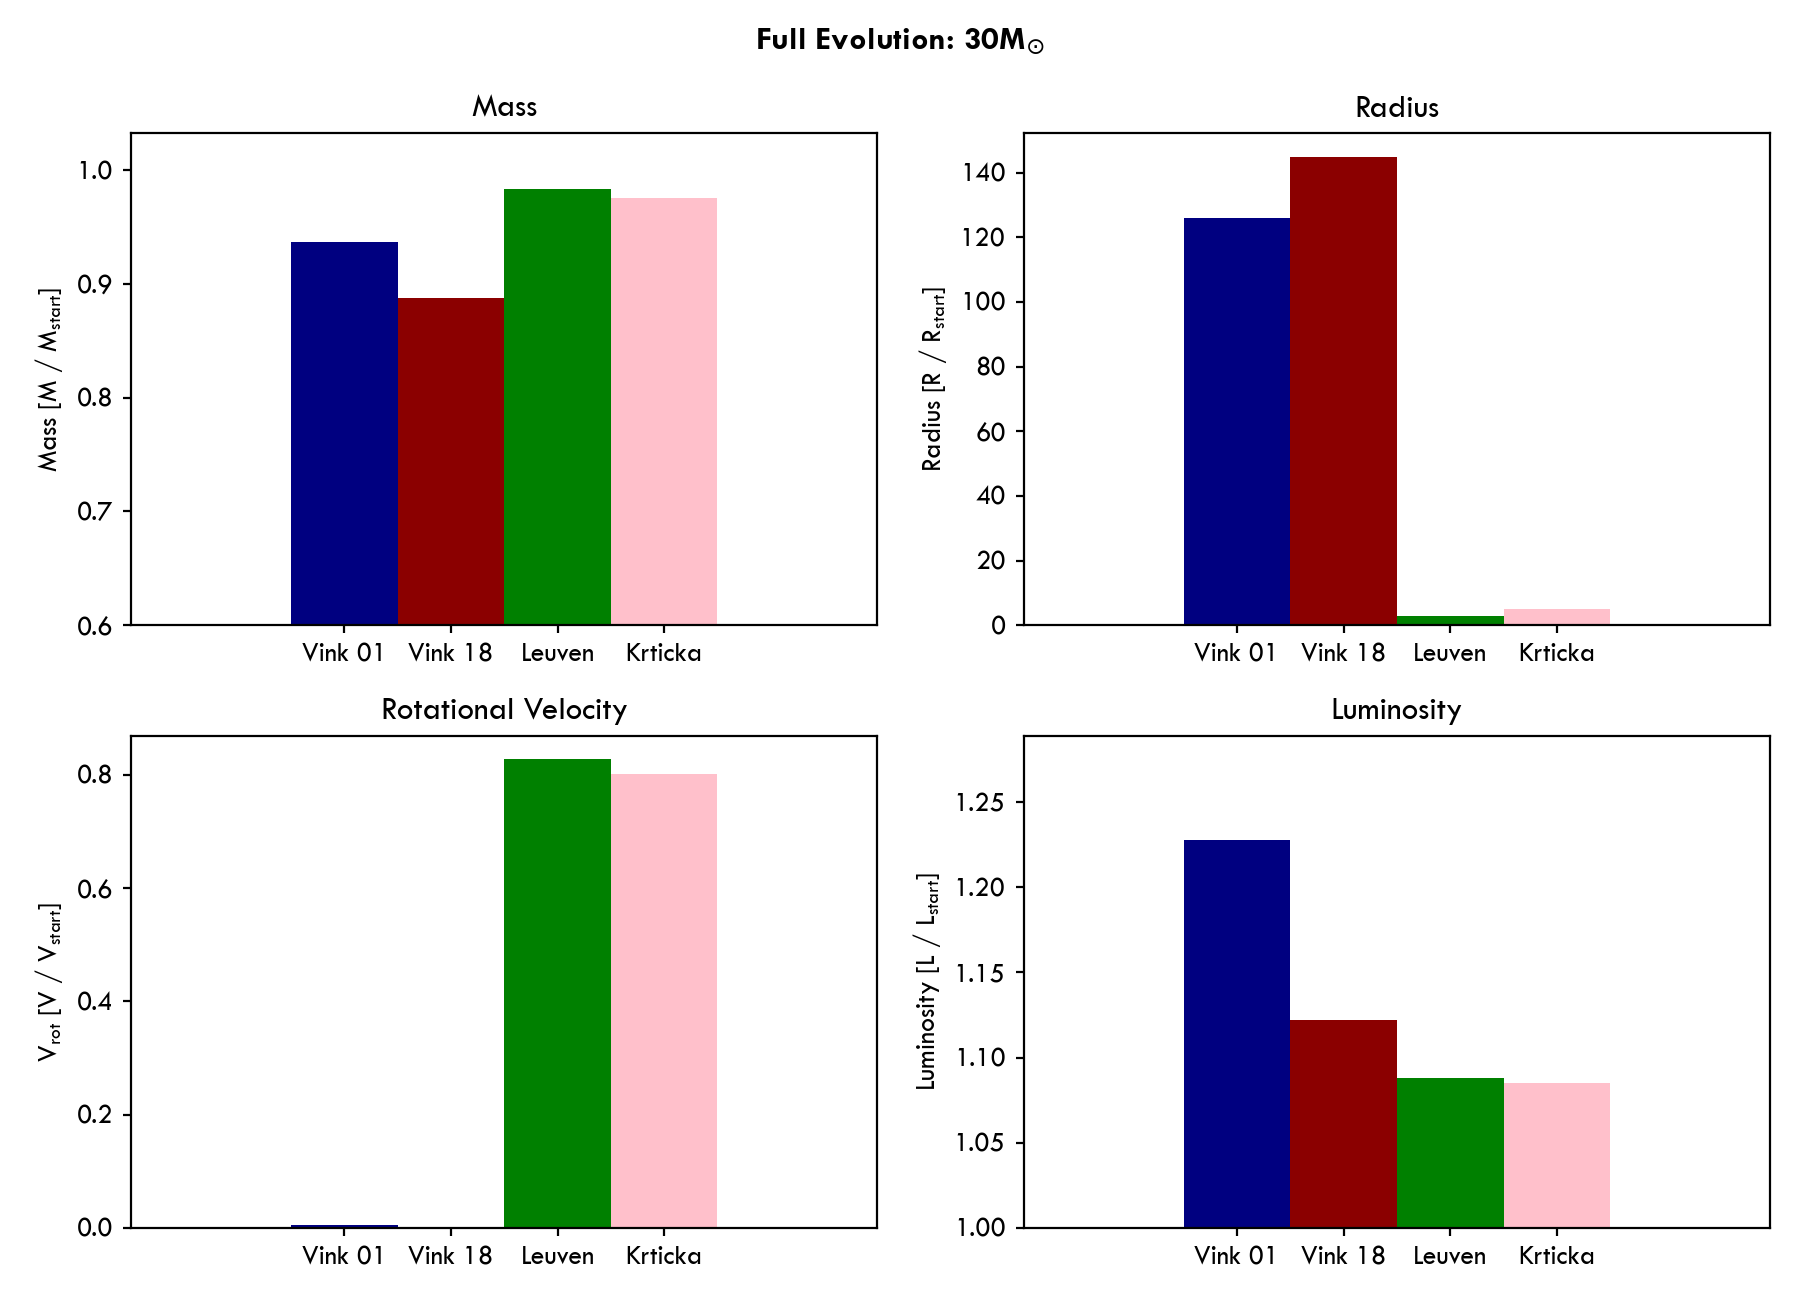 Full Evolution: 30M☉
Mass
Mass [M / Mstart]
1.0
0.9
0.8
0.7
0.6
Vink 01 Vink 18 Leuven Krticka
Radius
Radius [R / Rstart]
140
120
100
80
60
40
20
0
Vink 01 Vink 18 Leuven Krticka
Rotational Velocity
Vrot [V / Vstart]
0.8
0.6
0.4
0.2
0.0
Vink 01 Vink 18 Leuven Krticka
Luminosity
Luminosity [L / Lstart]
1.25
1.20
1.15
1.10
1.05
1.00
Vink 01 Vink 18 Leuven Krticka